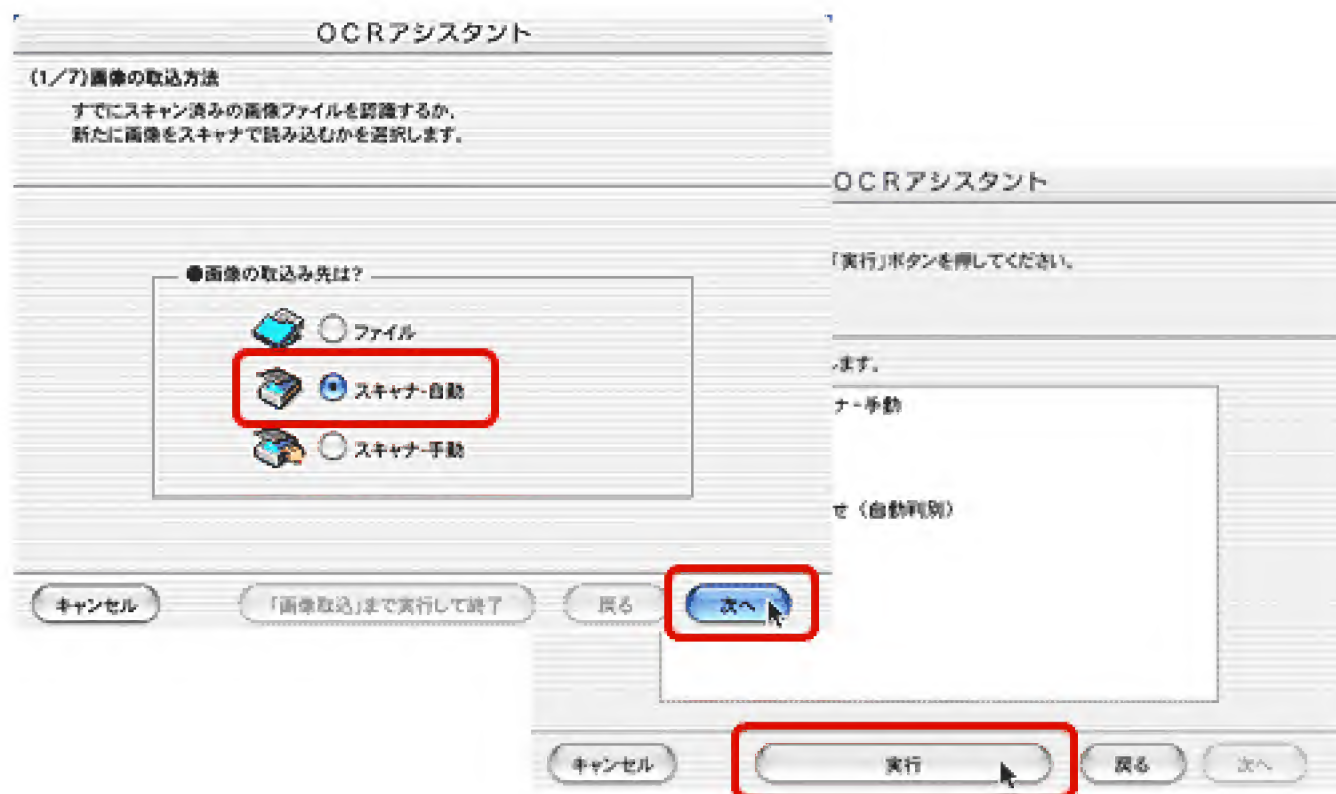 OCRアシスタント
(1/7)画像の取込方法
すでにスキャン済みの画像ファイルを認識するか、
新たに画像をスキャナで読み込むかを選択します。
●画像の取込み先は?
ファイル
スキャナ-自動
スキャナ-手動
キャンセル
「画像取込」まで実行して終了
戻る
次へ
OCRアシスタント
「実行」ボタンを押してください。
します。
ナ-手動
せ（自動判別）
キャンセル
実行
戻る
次へ